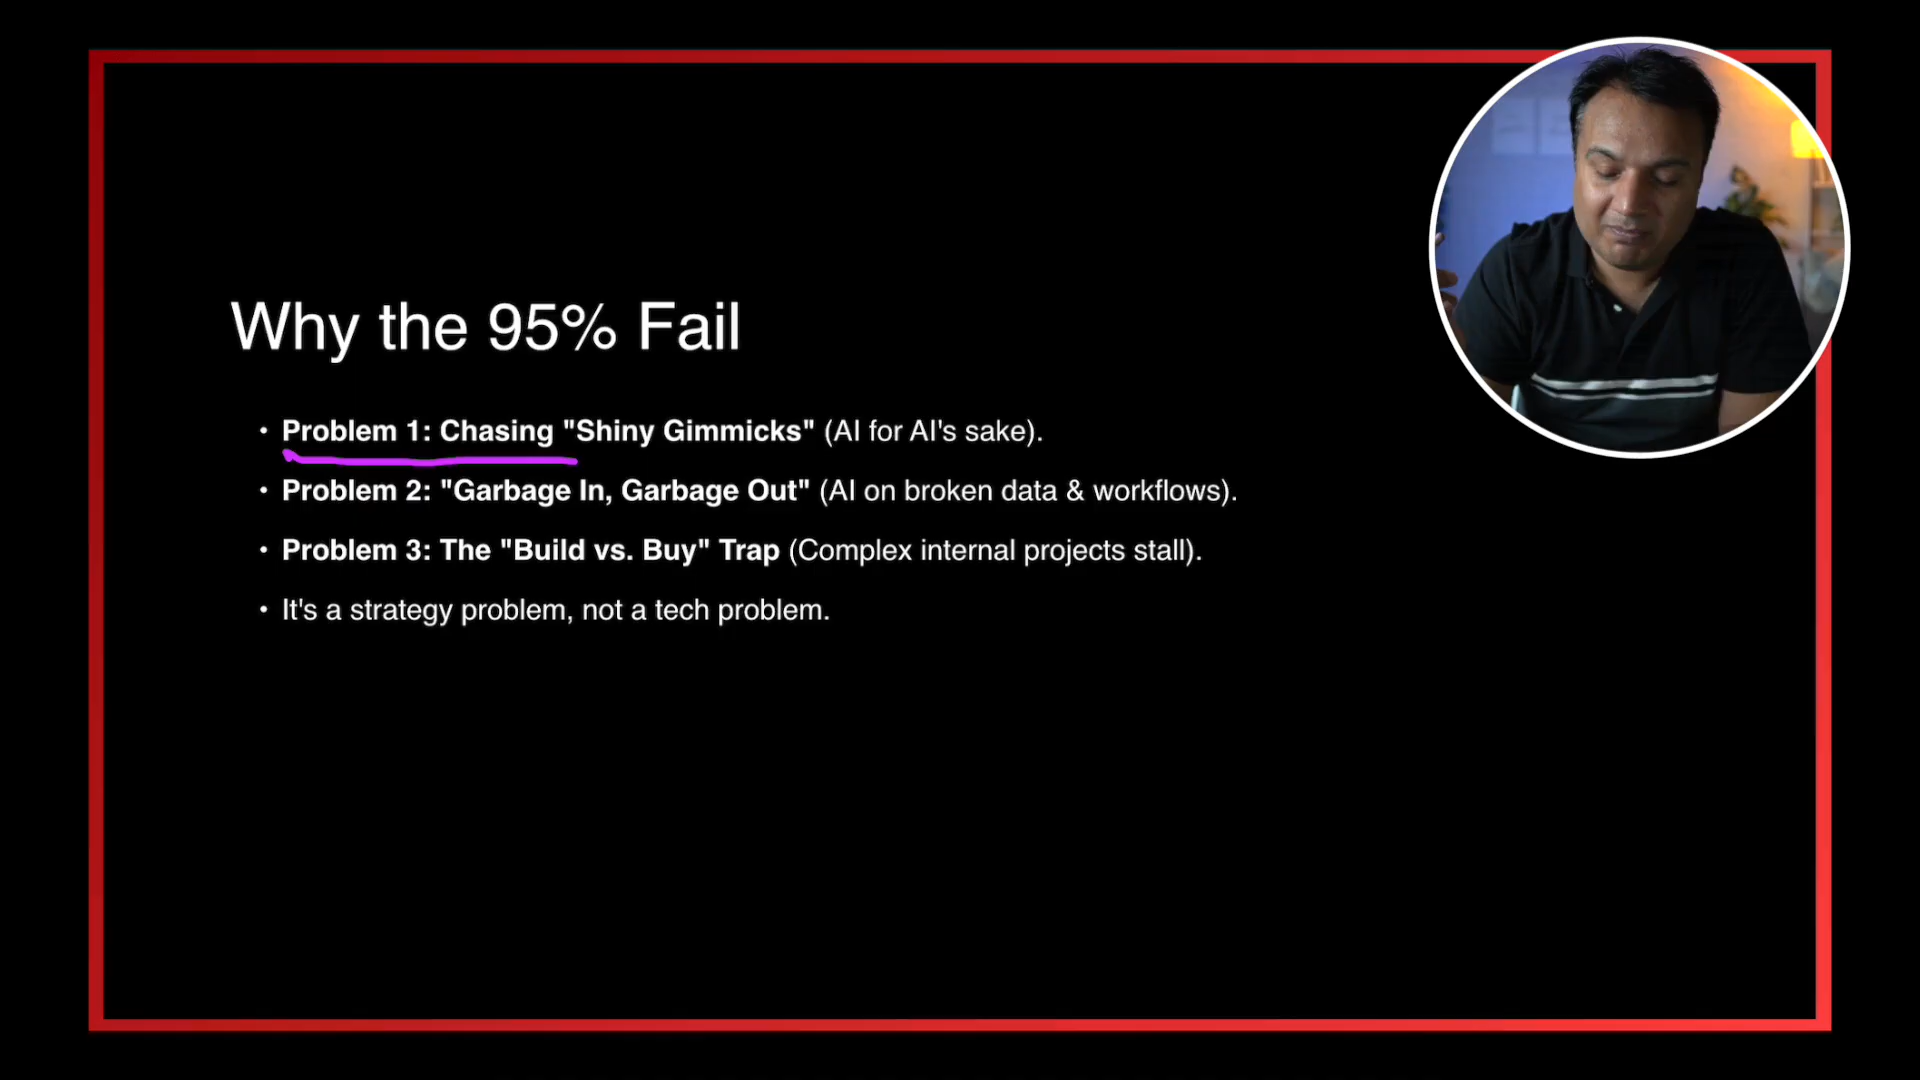 Why the 95% Fail
• Problem 1: Chasing "Shiny Gimmicks" (AI for AI's sake).
• Problem 2: "Garbage In, Garbage Out" (AI on broken data & workflows).
• Problem 3: The "Build vs. Buy" Trap (Complex internal projects stall).
• It's a strategy problem, not a tech problem.